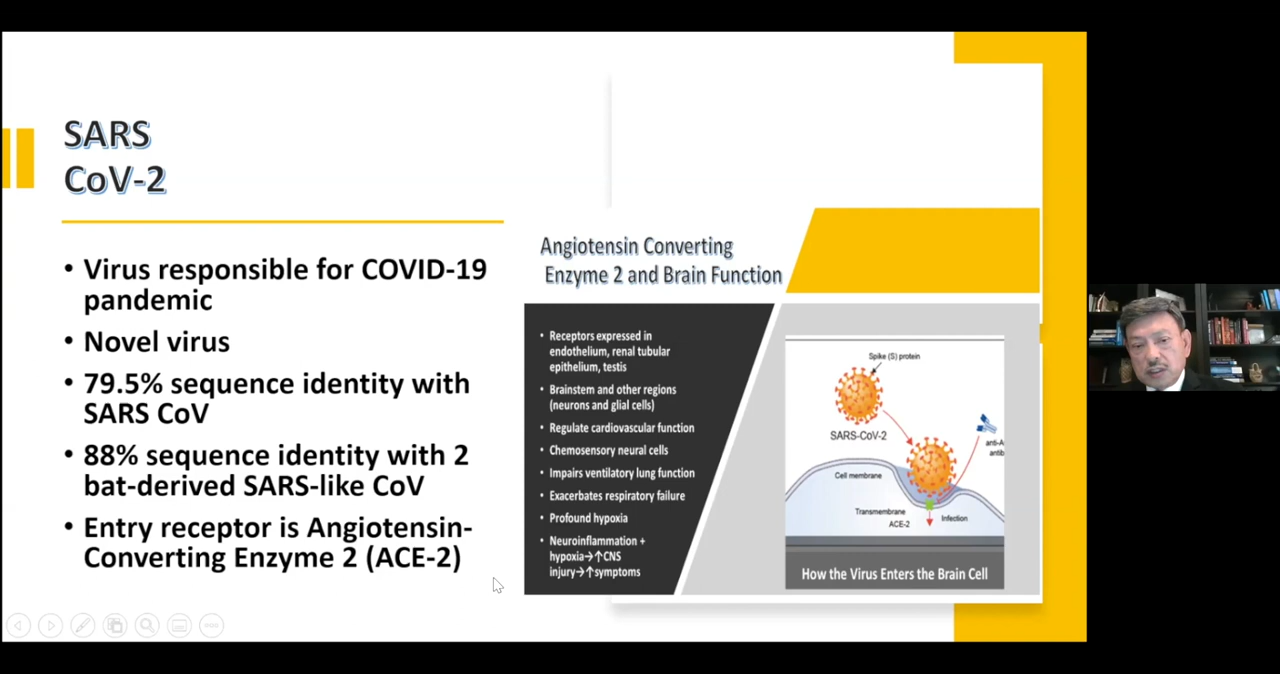 SARS
CoV-2
• Virus responsible for COVID-19
pandemic
• Novel virus
• 79.5% sequence identity with
SARS CoV
• 88% sequence identity with 2
bat-derived SARS-like CoV
• Entry receptor is Angiotensin-
Converting Enzyme 2 (ACE-2)
Angiotensin Converting
Enzyme 2 and Brain Function
• Receptors expressed in
endothelium, renal tubular
epithelium, testis
• Brainstem and other regions
(neurons and glial cells)
• Regulate cardiovascular function
• Chemosensory neural cells
• Impairs ventilatory lung function
• Exacerbates respiratory failure
• Profound hypoxia
• Neuroinflammation +
hypoxia→↑CNS
injury→↑symptoms
Spike (S) protein
SARS-CoV-2
anti-A
antib
Cell membrane
Transmembrane
ACE-2
Infection
How the Virus Enters the Brain Cell